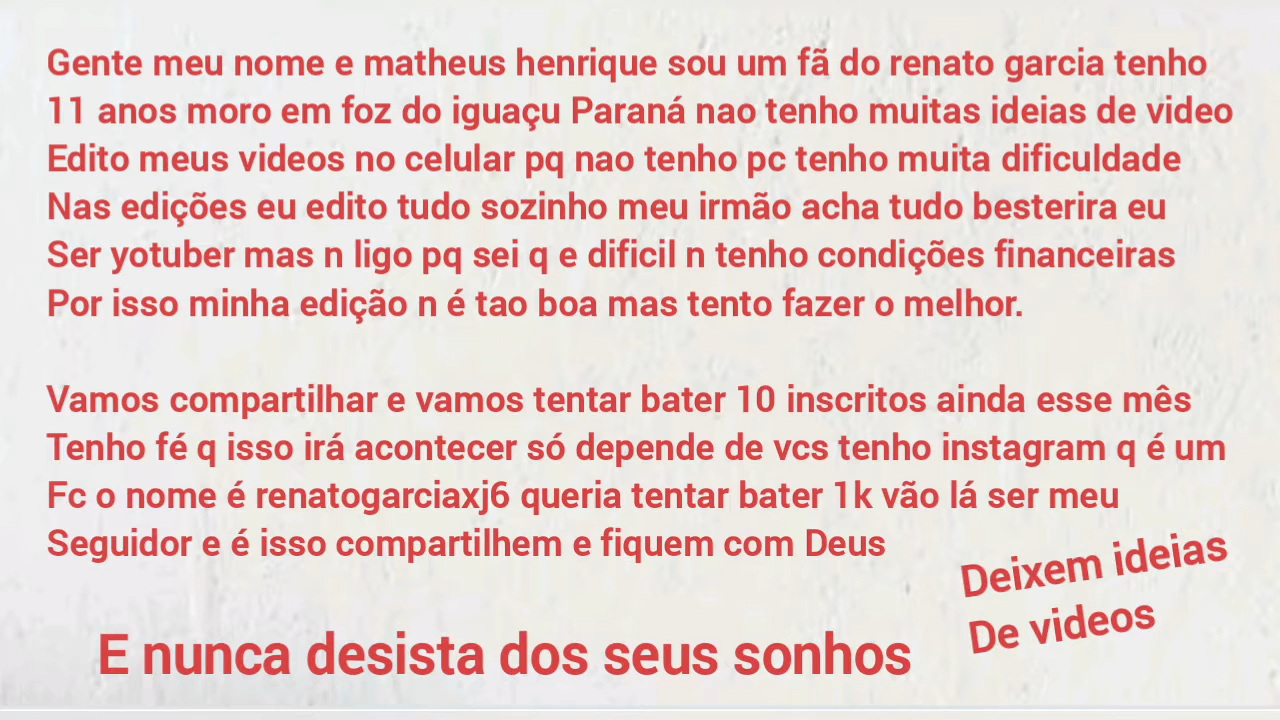 Gente meu nome e matheus henrique sou um fã do renato garcia tenho
11 anos moro em foz do iguaçu Paraná nao tenho muitas ideias de video
Edito meus videos no celular pq nao tenho pc tenho muita dificuldade
Nas edições eu edito tudo sozinho meu irmão acha tudo besterira eu
Ser yotuber mas n ligo pq sei q e dificil n tenho condições financeiras
Por isso minha edição n é tao boa mas tento fazer o melhor.
Vamos compartilhar e vamos tentar bater 10 inscritos ainda esse mês
Tenho fé q isso irá acontecer só depende de vcs tenho instagram q é um
Fc o nome é renatogarciaxj6 queria tentar bater 1k vão lá ser meu
Seguidor e é isso compartilhem e fiquem com Deus
Deixem ideias
De videos
E nunca desista dos seus sonhos